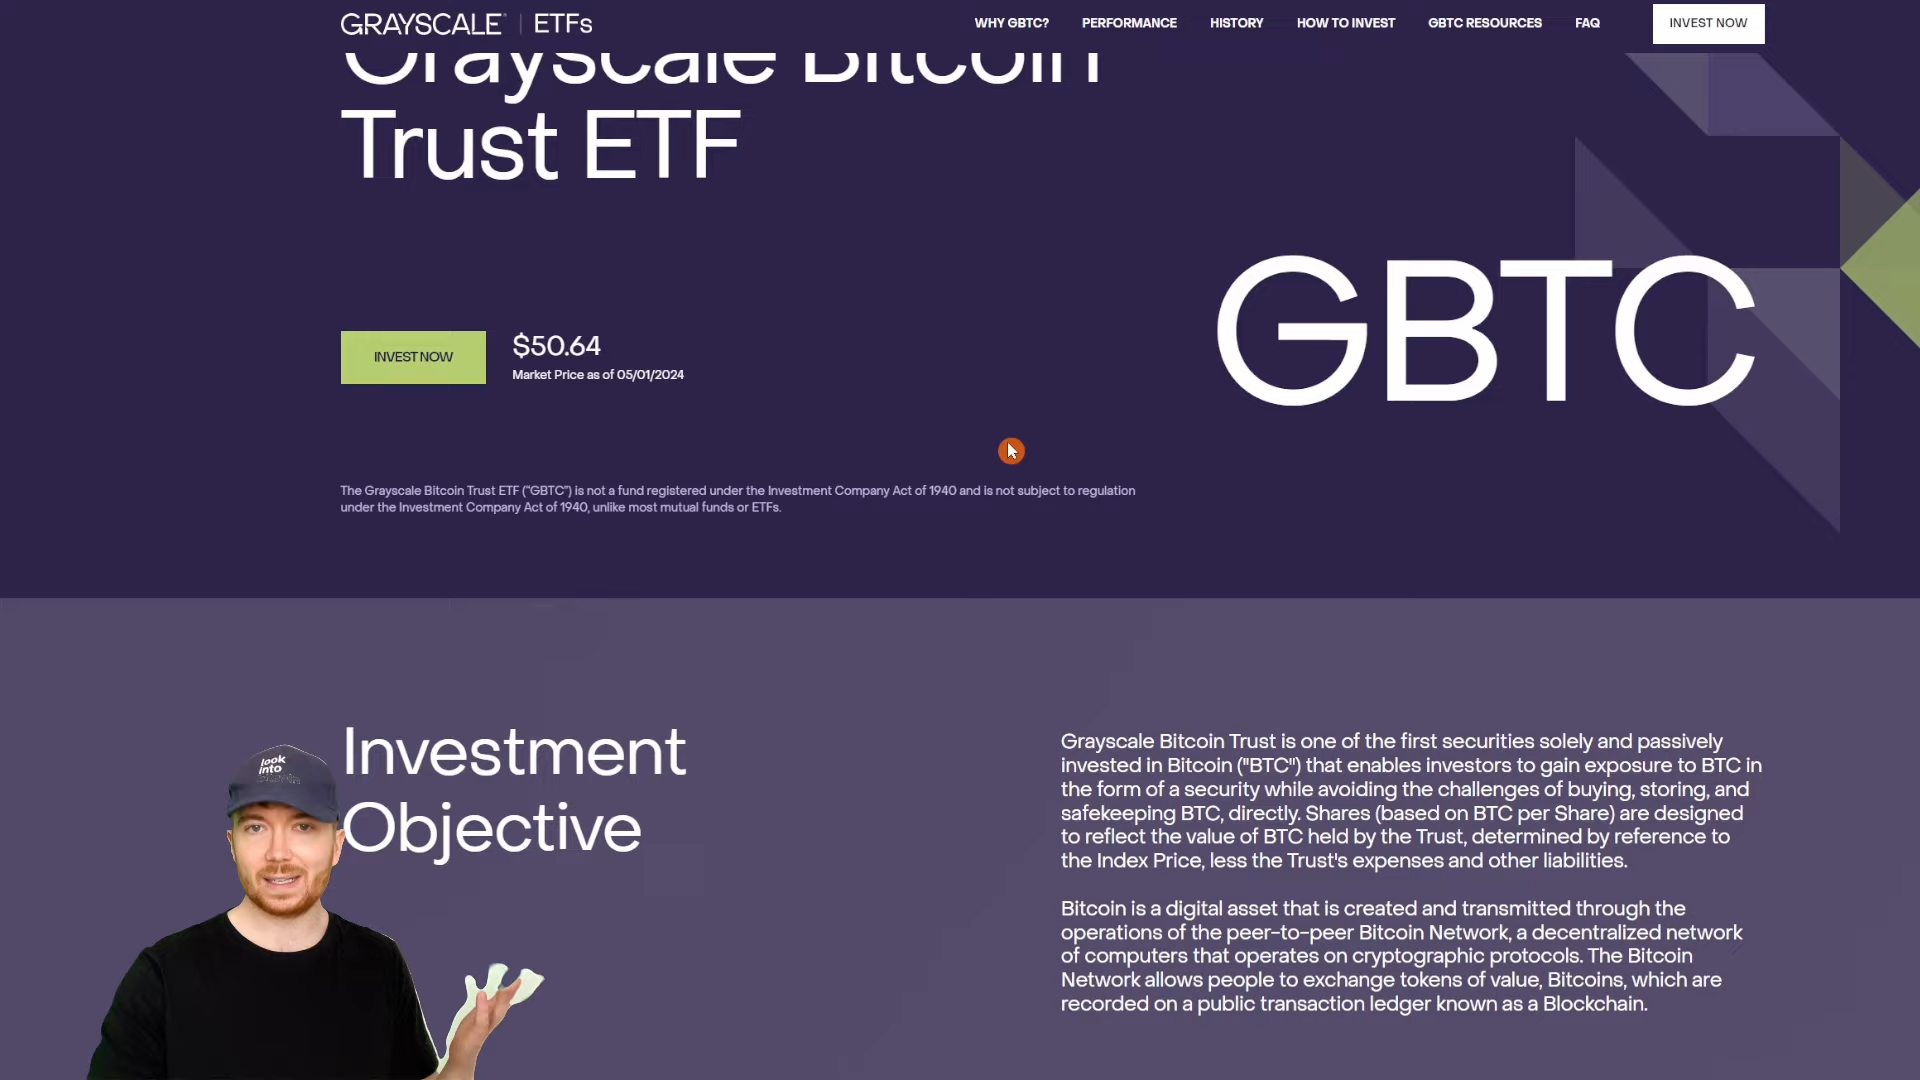 GRAYSCALE | ETFs
WHY GBTC? PERFORMANCE HISTORY HOW TO INVEST GBTC RESOURCES FAQ INVEST NOW
Grayscale Bitcoin
Trust ETF
GBTC
INVEST NOW
$50.64
Market Price as of 05/01/2024
The Grayscale Bitcoin Trust ETF ("GBTC") is not a fund registered under the Investment Company Act of 1940 and is not subject to regulation
under the Investment Company Act of 1940, unlike most mutual funds or ETFs.
Investment
Objective
Grayscale Bitcoin Trust is one of the first securities solely and passively
invested in Bitcoin ("BTC") that enables investors to gain exposure to BTC in
the form of a security while avoiding the challenges of buying, storing, and
safekeeping BTC, directly. Shares (based on BTC per Share) are designed
to reflect the value of BTC held by the Trust, determined by reference to
the Index Price, less the Trust's expenses and other liabilities.
Bitcoin is a digital asset that is created and transmitted through the
operations of the peer-to-peer Bitcoin Network, a decentralized network
of computers that operates on cryptographic protocols. The Bitcoin
Network allows people to exchange tokens of value, Bitcoins, which are
recorded on a public transaction ledger known as a Blockchain.
look
into